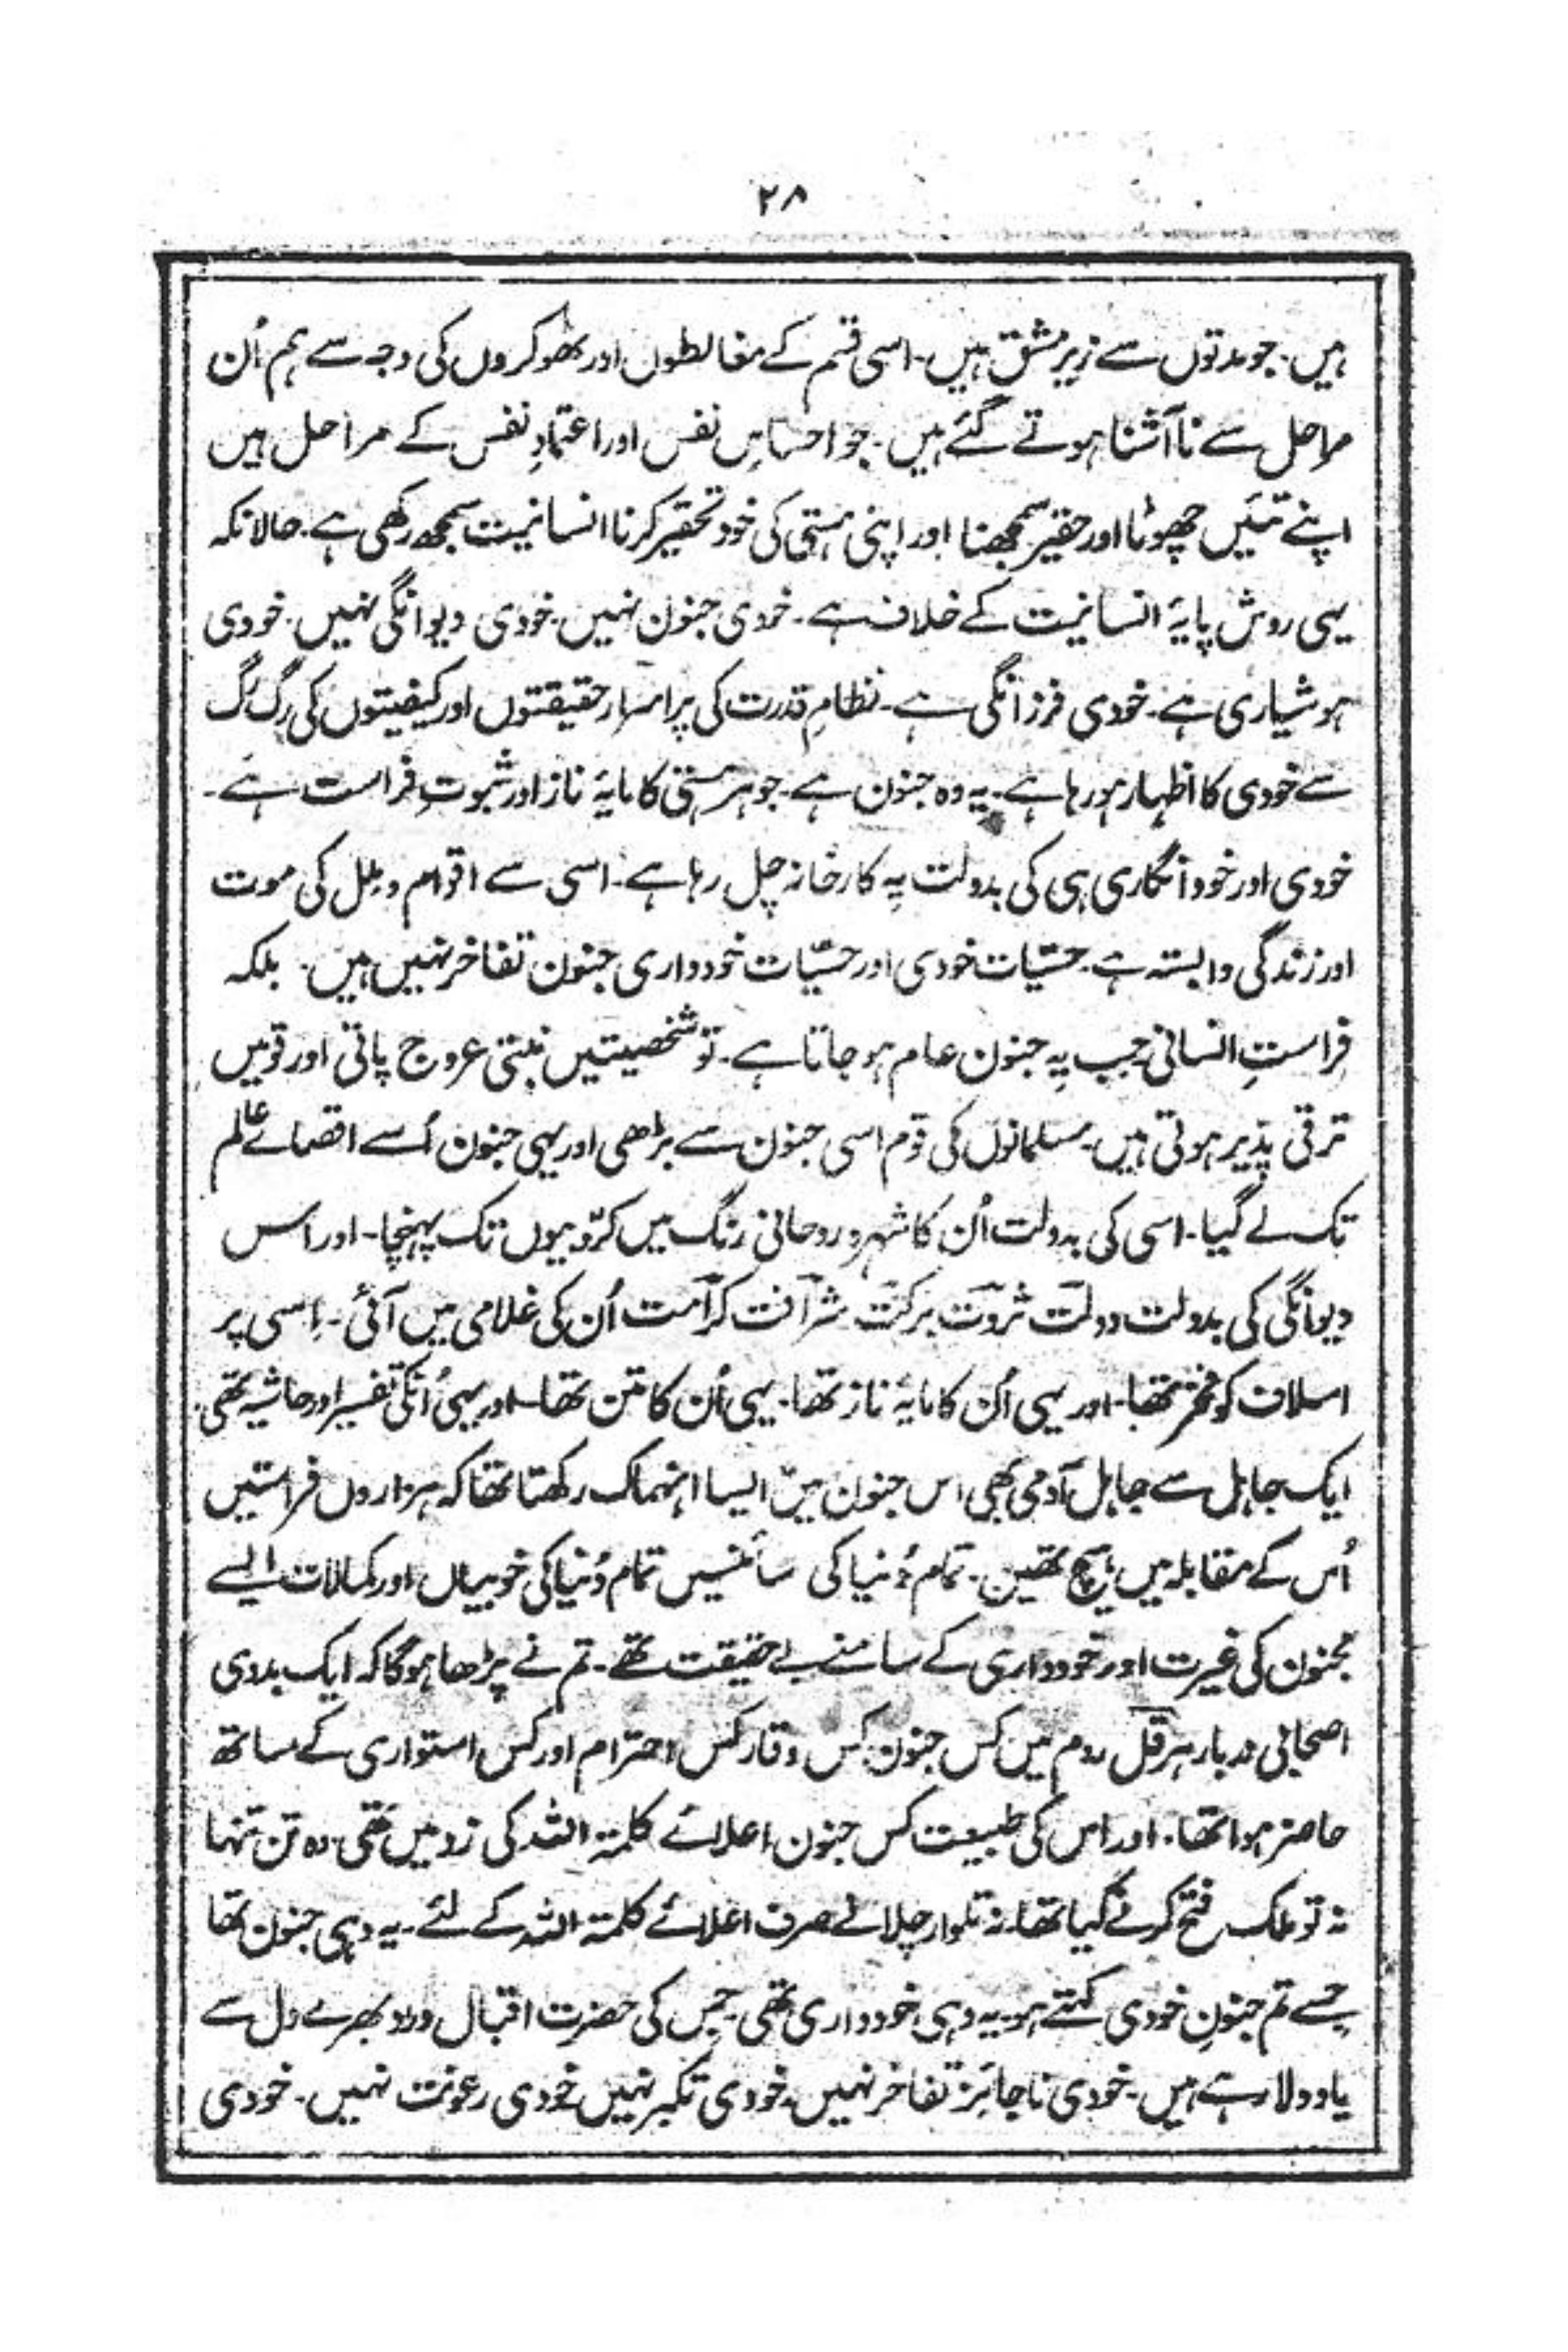 ۲۸
ہیں۔ جو مدتوں سے زیر مشق ہیں۔ اسی قسم کے مغالطوں اور ٹھوکروں کی وجہ سے ہم اُن
مراحل سے نا آشنا ہوتے گئے ہیں۔ جو احساسِ نفس اور اعتمادِ نفس کے مراحل ہیں
اپنے تئیں چھوٹا اور حقیر سمجھنا اور اپنی ہستی کی خود تحقیر کرنا انسانیت سمجھ رکھی ہے۔ حالانکہ
یہی روش پایۂ انسانیت کے خلاف ہے۔ خودی جنون نہیں۔ خودی دیوانگی نہیں۔ خودی
ہوشیاری ہے۔ خودی فرزانگی ہے۔ نظامِ قدرت کی پراسرار حقیقتوں اور کیفیتوں کی رگ رگ
سے خودی کا اظہار ہو رہا ہے۔ یہ وہ جنون ہے۔ جو ہر ہستی کا مایۂ ناز اور ثبوتِ فراست ہے۔
خودی اور خود انگاری ہی کی بدولت یہ کارخانہ چل رہا ہے۔ اسی سے اقوام و ملل کی موت
اور زندگی وابستہ ہے۔ حسّیات خودی اور حسّیات خودداری جنون تفاخر نہیں ہیں۔ بلکہ
فراستِ انسانی جب یہ جنون عام ہو جاتا ہے۔ تو شخصیتیں بنتی عروج پاتی اور قومیں
ترقی پذیر ہوتی ہیں۔ مسلمانوں کی قوم اسی جنون سے بڑھی اور یہی جنون اُسے اقصائے عالم
تک لے گیا۔ اسی کی بدولت اُن کا شہرہ روحانی رنگ میں کرّوبیوں تک پہنچا۔ اور اس
دیوانگی کی بدولت دولت ثروت برکت شرافت کرامت اُن کی غلامی میں آئی۔ اِسی پر
اسلاف کو فخر تھا۔ اور یہی اُن کا مایۂ ناز تھا۔ یہی اُن کا متن تھا۔ اور یہی اُنکی تفسیر اور حاشیہ تھی۔
ایک جاہل سے جاہل آدمی بھی اس جنون میں ایسا انہماک رکھتا تھا کہ ہزاروں فراستیں
اُس کے مقابلہ میں ہیچ تھیں۔ تمام دُنیا کی سائنسیں تمام دُنیا کی خوبیاں اور کمالات ایسے
مجنون کی غیرت اور خودداری کے سامنے بے حقیقت تھے۔ تم نے پڑھا ہوگا کہ ایک بدوی
اصحابی دربار ہرقل روم میں کس جنون کس وقار کس احترام اور کس استواری کے ساتھ
حاضر ہوا تھا۔ اور اس کی طبیعت کس جنون اعلائے کلمۃ اللہ کی زد میں تھی۔ وہ تن تنہا
نہ تو ملک فتح کرنے گیا تھا۔ نہ تلوار چلانے صرف اعلائے کلمۃ اللہ کے لئے۔ یہ وہی جنون تھا
جسے تم جنونِ خودی کہتے ہو۔ یہ وہی خودداری تھی۔ جس کی حضرت اقبال درد بھرے دل سے
یاد دلا رہے ہیں۔ خودی ناجائز تفاخر نہیں۔ خودی تکبر نہیں خودی رعونت نہیں۔ خودی